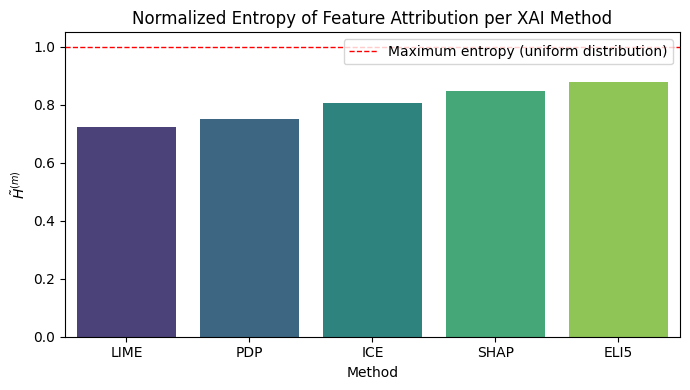 Normalized Entropy of Feature Attribution per XAI Method
Maximum entropy (uniform distribution)
1.0
0.8
0.6
0.4
0.2
0.0
H̃⁽ᵐ⁾
LIME PDP ICE SHAP ELI5
Method